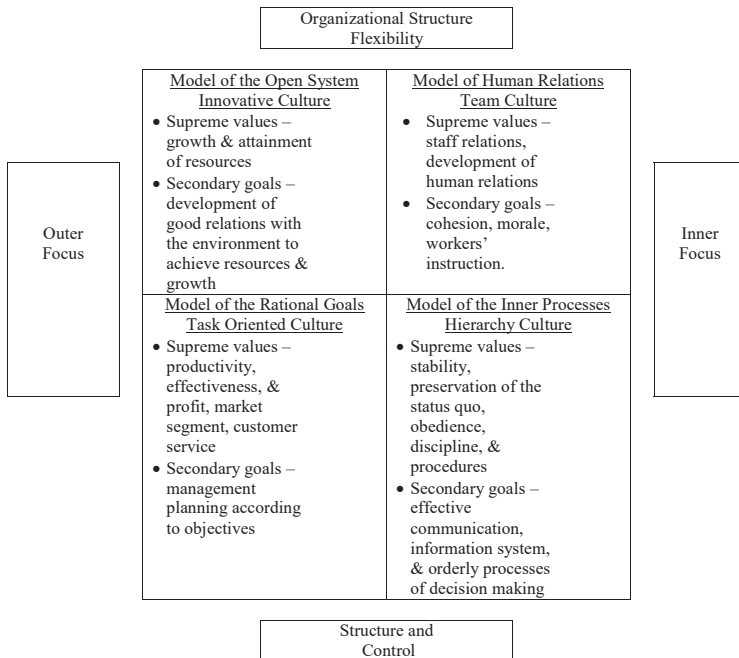 Organizational Structure
Flexibility
Model of the Open System
Innovative Culture
• Supreme values –
growth & attainment
of resources
• Secondary goals –
development of
good relations with
the environment to
achieve resources &
growth
Model of Human Relations
Team Culture
• Supreme values –
staff relations,
development of
human relations
• Secondary goals –
cohesion, morale,
workers’
instruction.
Outer
Focus
Inner
Focus
Model of the Rational Goals
Task Oriented Culture
• Supreme values –
productivity,
effectiveness, &
profit, market
segment, customer
service
• Secondary goals –
management
planning according
to objectives
Model of the Inner Processes
Hierarchy Culture
• Supreme values –
stability,
preservation of the
status quo,
obedience,
discipline, &
procedures
• Secondary goals –
effective
communication,
information system,
& orderly processes
of decision making
Structure and
Control